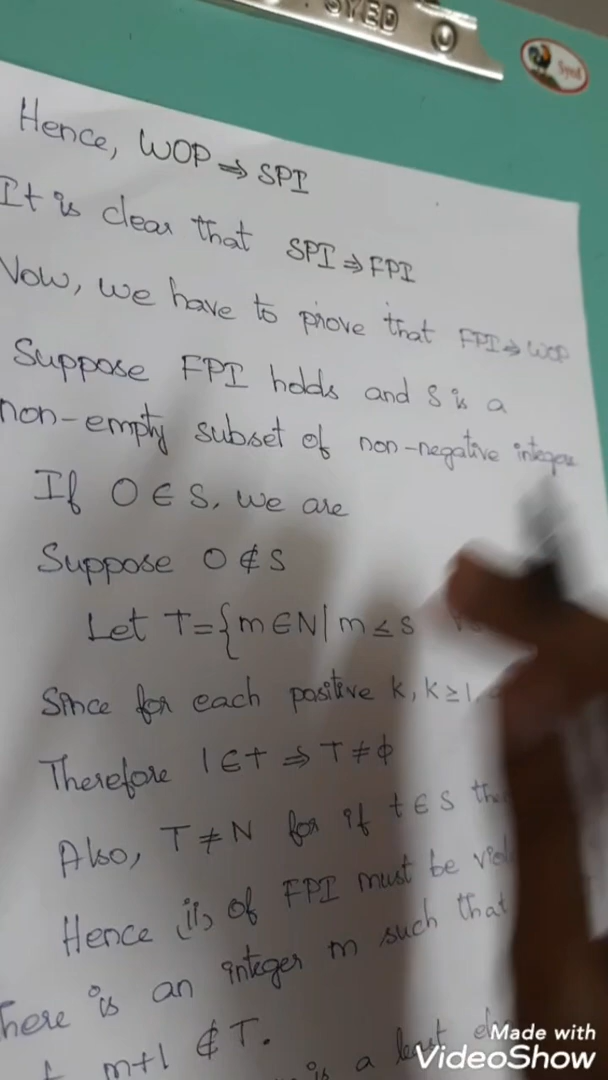 SYED
Syed
Hence, WOP ⇒ SPI
It is clear that SPI ⇒ FPI
Now, we have to prove that FPI ⇒ WOP
Suppose FPI holds and S is a
non-empty subset of non-negative integers
If 0 ∈ S, we are
Suppose 0 ∉ S
Let T = {m ∈ N | m ≤ s
Since for each positive k, k ≥ 1,
Therefore 1 ∈ T ⇒ T ≠ ϕ
Also, T ≠ N for if t ∈ S
Hence (ii) of FPI must be
There is an integer m such that
m+1 ∉ T.
is a least
Made with
VideoShow